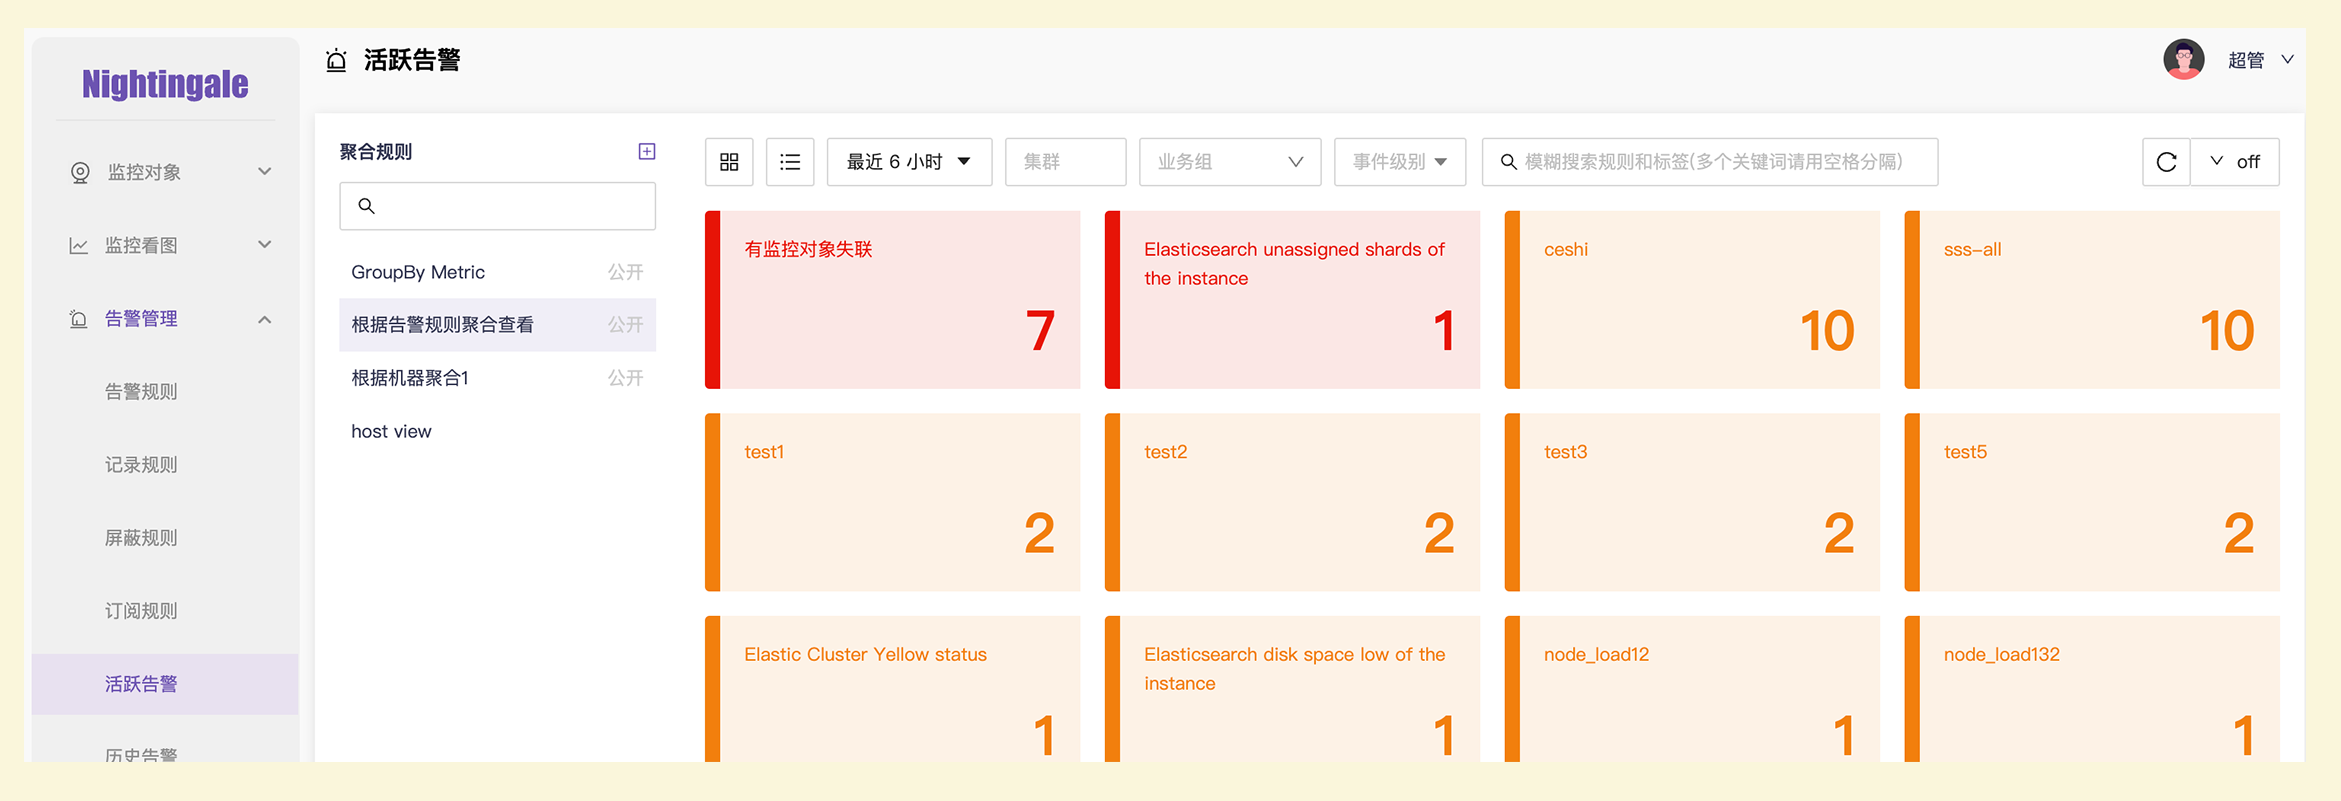 Nightingale
监控对象
监控看图
告警管理
告警规则
记录规则
屏蔽规则
订阅规则
活跃告警
历史告警
活跃告警
超管
聚合规则
GroupBy Metric 公开
根据告警规则聚合查看 公开
根据机器聚合1 公开
host view
最近 6 小时 集群 业务组 事件级别 模糊搜索规则和标签(多个关键词请用空格分隔) off
有监控对象失联
7
Elasticsearch unassigned shards of
the instance
1
ceshi
10
sss-all
10
test1
2
test2
2
test3
2
test5
2
Elastic Cluster Yellow status
1
Elasticsearch disk space low of the
instance
1
node_load12
1
node_load132
1